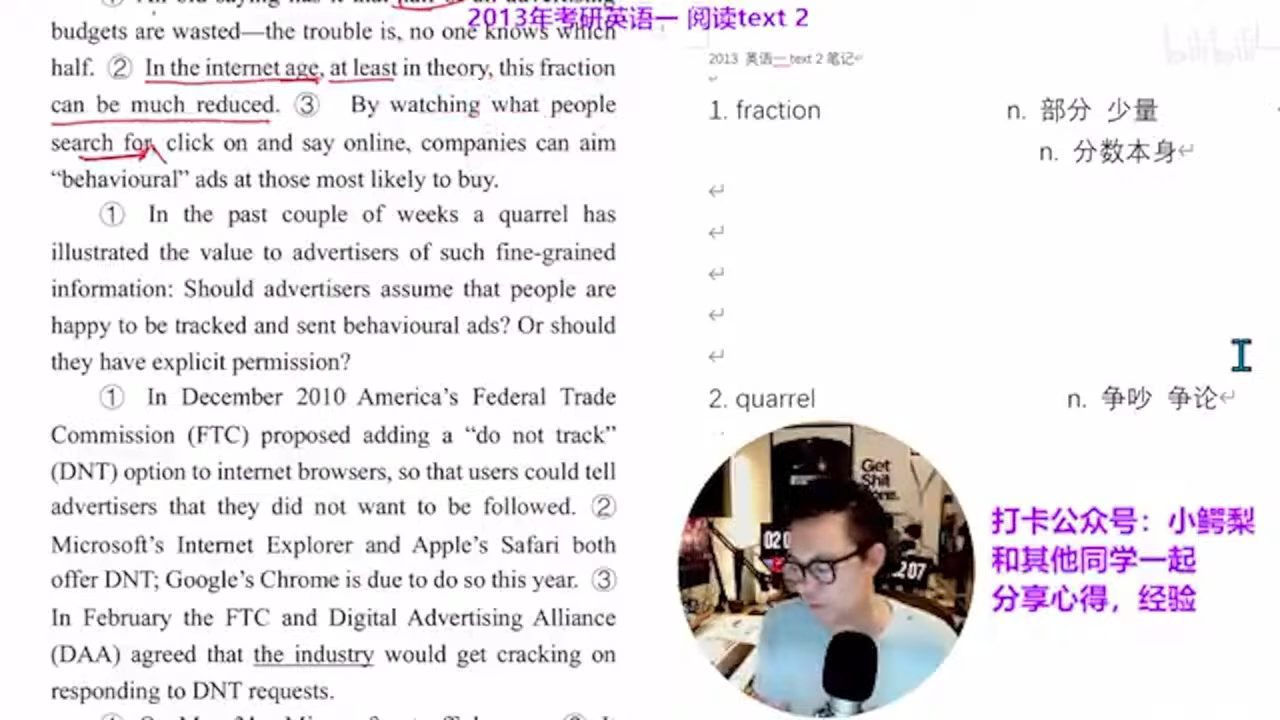 2013年考研英语一 阅读text 2
budgets are wasted—the trouble is, no one knows which
half. ② In the internet age, at least in theory, this fraction
can be much reduced. ③ By watching what people
search for, click on and say online, companies can aim
“behavioural” ads at those most likely to buy.
① In the past couple of weeks a quarrel has
illustrated the value to advertisers of such fine-grained
information: Should advertisers assume that people are
happy to be tracked and sent behavioural ads? Or should
they have explicit permission?
① In December 2010 America’s Federal Trade
Commission (FTC) proposed adding a “do not track”
(DNT) option to internet browsers, so that users could tell
advertisers that they did not want to be followed. ②
Microsoft’s Internet Explorer and Apple’s Safari both
offer DNT; Google’s Chrome is due to do so this year. ③
In February the FTC and Digital Advertising Alliance
(DAA) agreed that the industry would get cracking on
responding to DNT requests.
bilibili
2013 英语一 text 2 笔记
1. fraction n. 部分 少量
n. 分数本身
2. quarrel n. 争吵 争论
Get
Shit
Done.
02 0
2:07
打卡公众号：小鳄梨
和其他同学一起
分享心得，经验